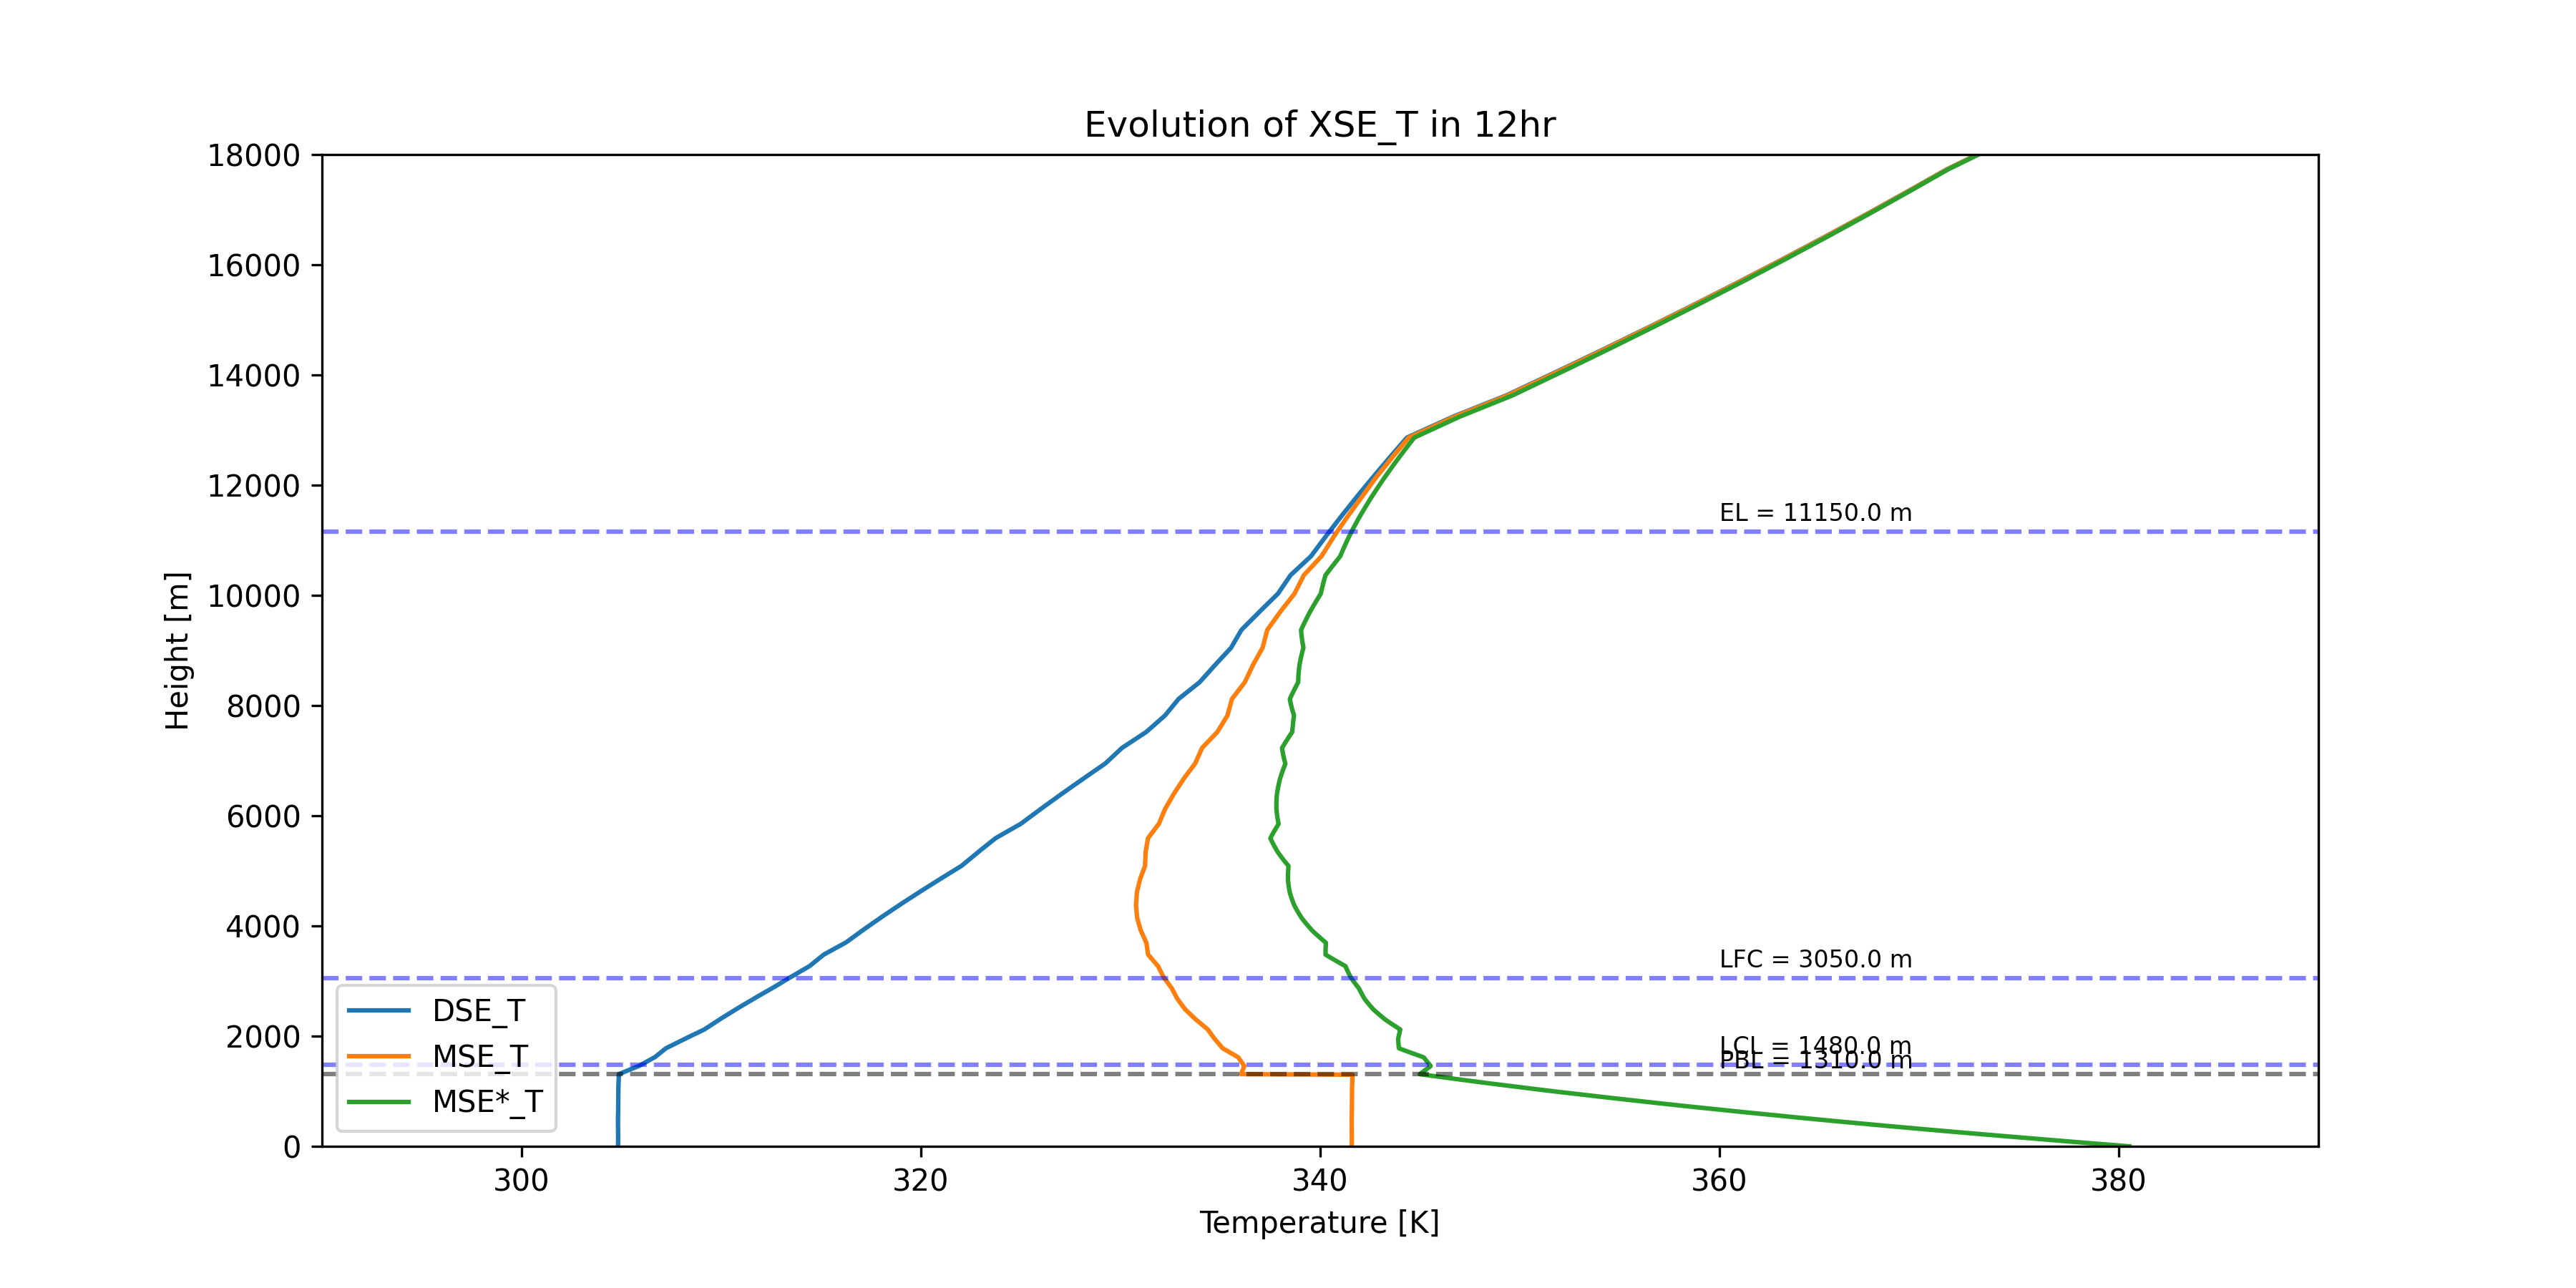 Evolution of XSE_T in 12hr
18000
16000
14000
12000
10000
8000
6000
4000
2000
0
Height [m]
EL = 11150.0 m
LFC = 3050.0 m
LCL = 1480.0 m
PBL = 1310.0 m
DSE_T
MSE_T
MSE*_T
300
320
340
360
380
Temperature [K]